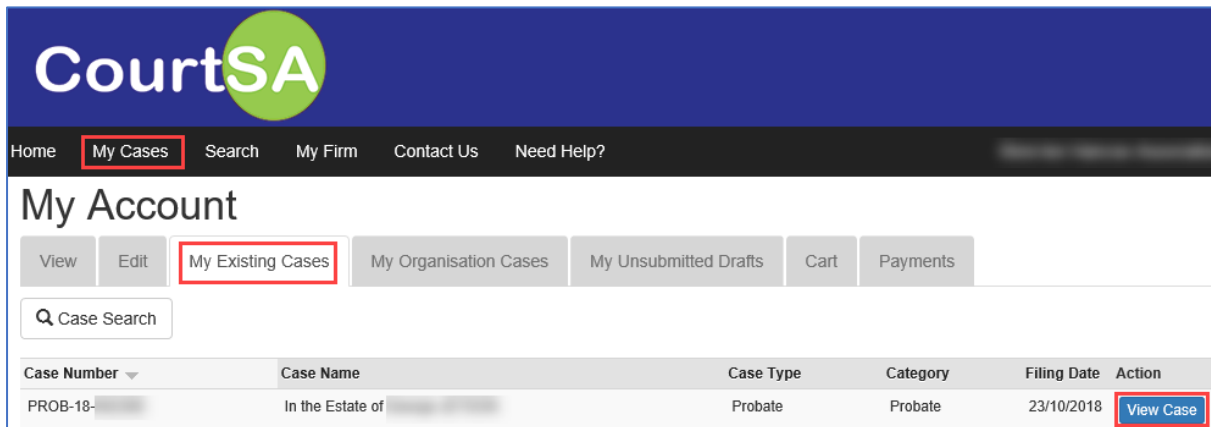 CourtSA
Home My Cases Search My Firm Contact Us Need Help?
My Account
View Edit My Existing Cases My Organisation Cases My Unsubmitted Drafts Cart Payments
Case Search
Case Number Case Name Case Type Category Filing Date Action
PROB-18- In the Estate of Probate Probate 23/10/2018 View Case